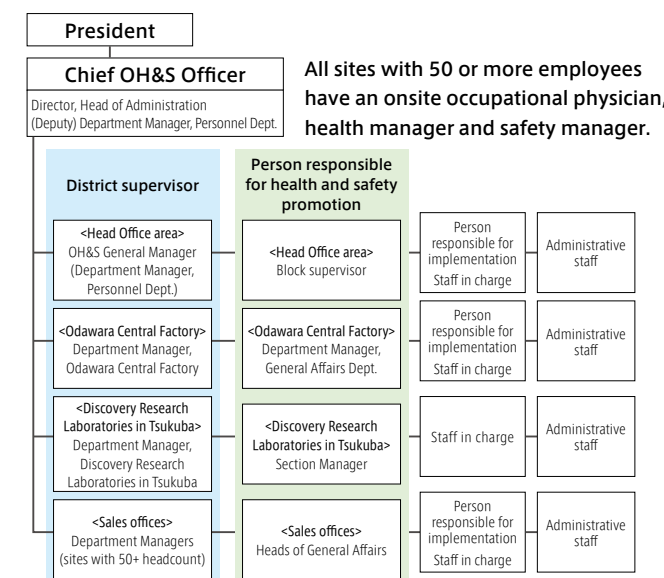 President
Chief OH&S Officer
Director, Head of Administration
(Deputy) Department Manager, Personnel Dept.
All sites with 50 or more employees
have an onsite occupational physician,
health manager and safety manager.
District supervisor
Person responsible
for health and safety
promotion
<Head Office area>
OH&S General Manager
(Department Manager,
Personnel Dept.)
<Head Office area>
Block supervisor
Person
responsible for
implementation
Staff in charge
Administrative
staff
<Odawara Central Factory>
Department Manager,
Odawara Central Factory
<Odawara Central Factory>
Department Manager,
General Affairs Dept.
Person
responsible for
implementation
Staff in charge
Administrative
staff
<Discovery Research
Laboratories in Tsukuba>
Department Manager,
Discovery Research
Laboratories in Tsukuba
<Discovery Research
Laboratories in Tsukuba>
Section Manager
Staff in charge
Administrative
staff
<Sales offices>
Department Managers
(sites with 50+ headcount)
<Sales offices>
Heads of General Affairs
Person
responsible for
implementation
Staff in charge
Administrative
staff